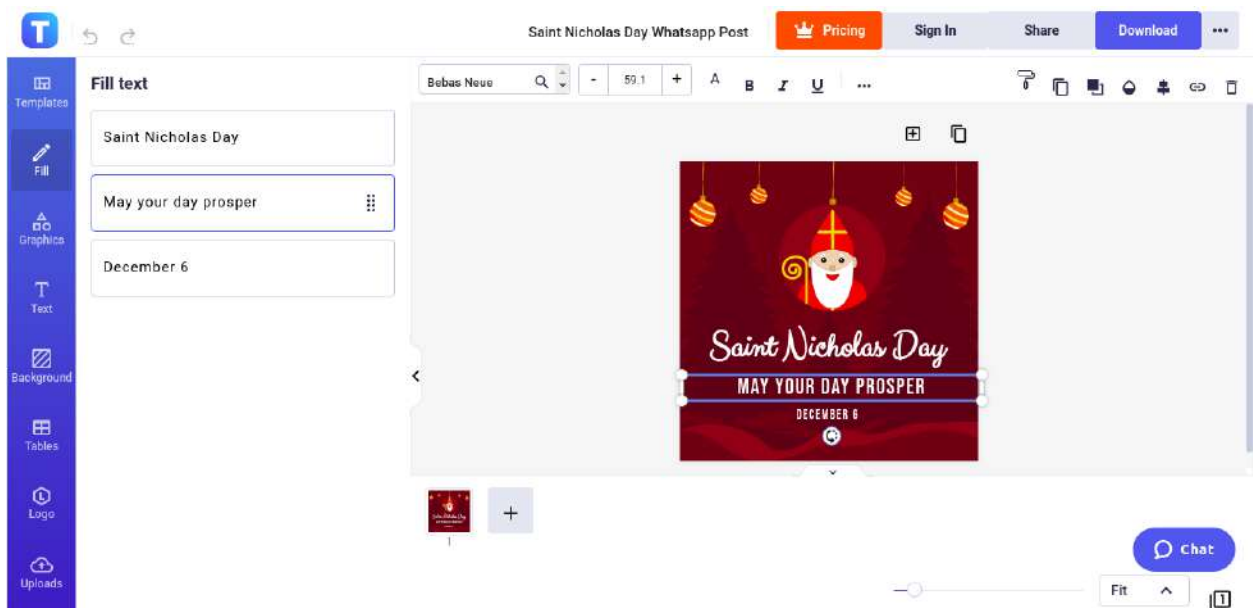 T
Saint Nicholas Day Whatsapp Post
Pricing
Sign In
Share
Download
Templates
Fill
Graphics
Text
Background
Tables
Logo
Uploads
Fill text
Saint Nicholas Day
May your day prosper
December 6
Bebas Neue
- 59.1 +
A B I U
Saint Nicholas Day
MAY YOUR DAY PROSPER
DECEMBER 6
1
+
Chat
Fit
1